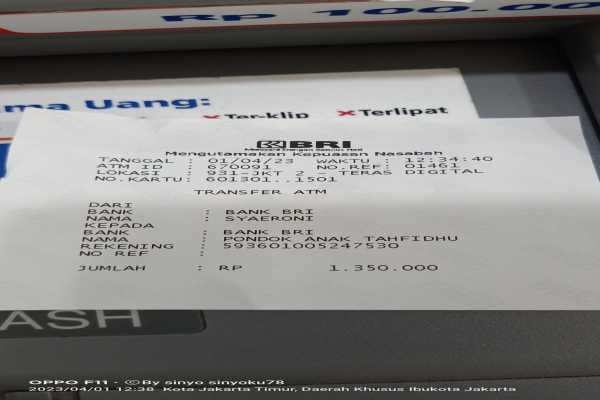 RP 100.00
ma Uang:
× Ter-klip
× Terlipat
BRI
Mengutamakan Kepuasan Nasabah
TANGGAL : 01/04/23 WAKTU : 12:34:40
ATM ID : 670091 NO.REF: 01461
LOKASI : 931-JKT 2 - TERAS DIGITAL
NO.KARTU: 601301..1501
TRANSFER ATM
DARI
BANK : BANK BRI
NAMA : SYAERONI
KEPADA
BANK : BANK BRI
NAMA : PONDOK ANAK TAHFIDHU
REKENING : 593601005247530
NO REF :
JUMLAH : RP 1.350.000
ASH
OPPO F11 - ©By sinyo sinyoku78
2023/04/01 12:38 Kota Jakarta Timur, Daerah Khusus Ibukota Jakarta